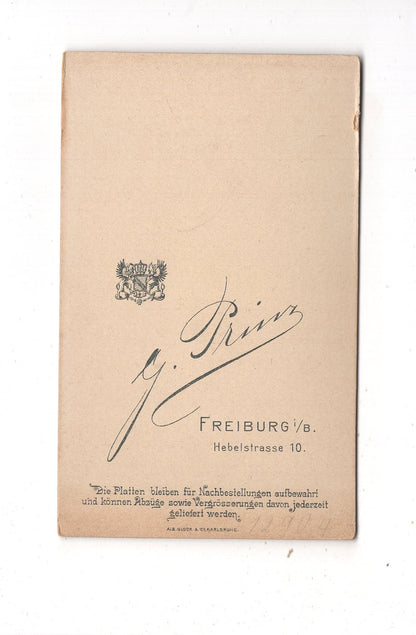 G. Prinz
FREIBURG i/B.
Hebelstrasse 10.
Die Platten bleiben für Nachbestellungen aufbewahrt
und können Abzüge sowie Vergrösserungen davon jederzeit
geliefert werden.